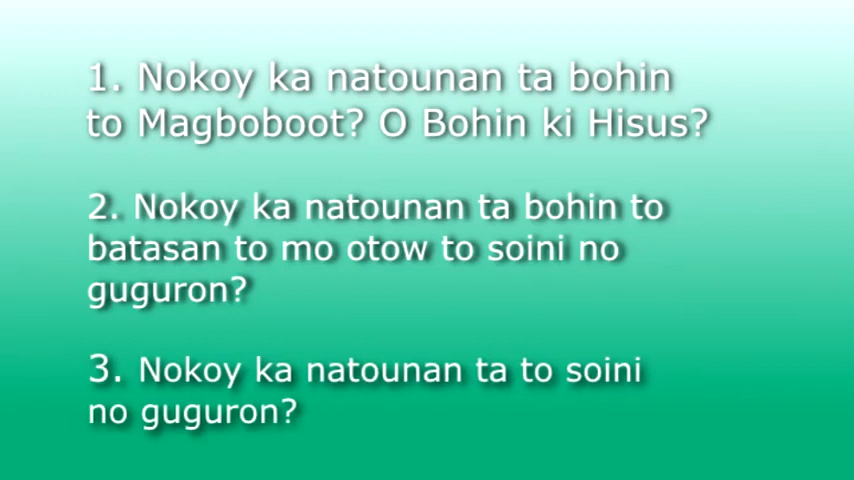 1. Nokoy ka natounan ta bohin
to Magboboot? O Bohin ki Hisus?
2. Nokoy ka natounan ta bohin to
batasan to mo otow to soini no
guguron?
3. Nokoy ka natounan ta to soini
no guguron?